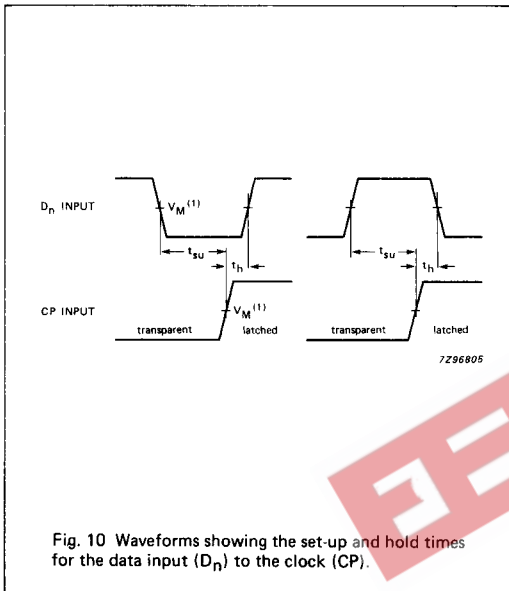 Dn INPUT
VM(1)
tsu
th
tsu
th
CP INPUT
VM(1)
transparent
latched
transparent
latched
7Z96805
Fig. 10 Waveforms showing the set-up and hold times
for the data input (Dn) to the clock (CP).